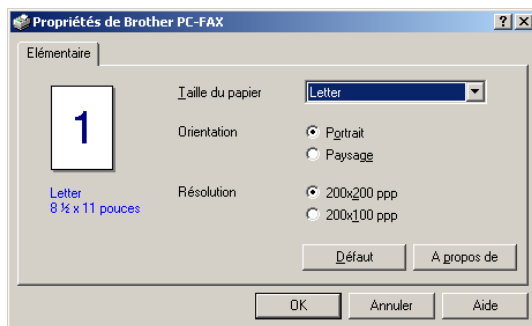 Propriétés de Brother PC-FAX
Elémentaire
1
Letter
8 ½ x 11 pouces
Taille du papier
Letter
Orientation
Portrait
Paysage
Résolution
200x200 ppp
200x100 ppp
Défaut
A propos de
OK
Annuler
Aide